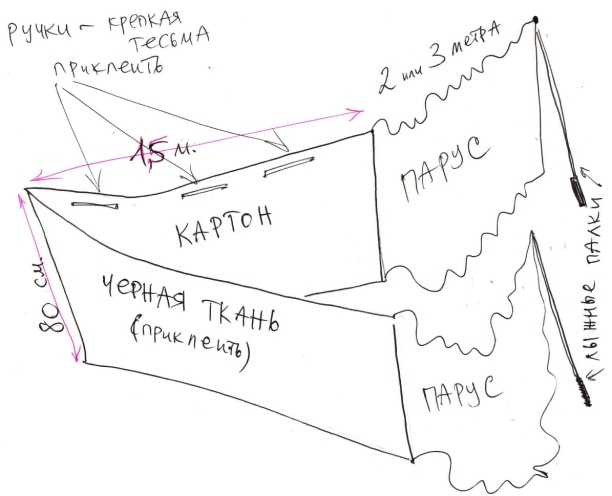 РУЧКИ – КРЕПКАЯ
ТЕСЬМА
ПРИКЛЕИТЬ
2 или 3 МЕТРА
1,5 м.
ПАРУС
КАРТОН
80 см.
ЧЕРНАЯ ТКАНЬ
(ПРИКЛЕИТЬ)
ПАРУС
ЛЫЖНЫЕ ПАЛКИ